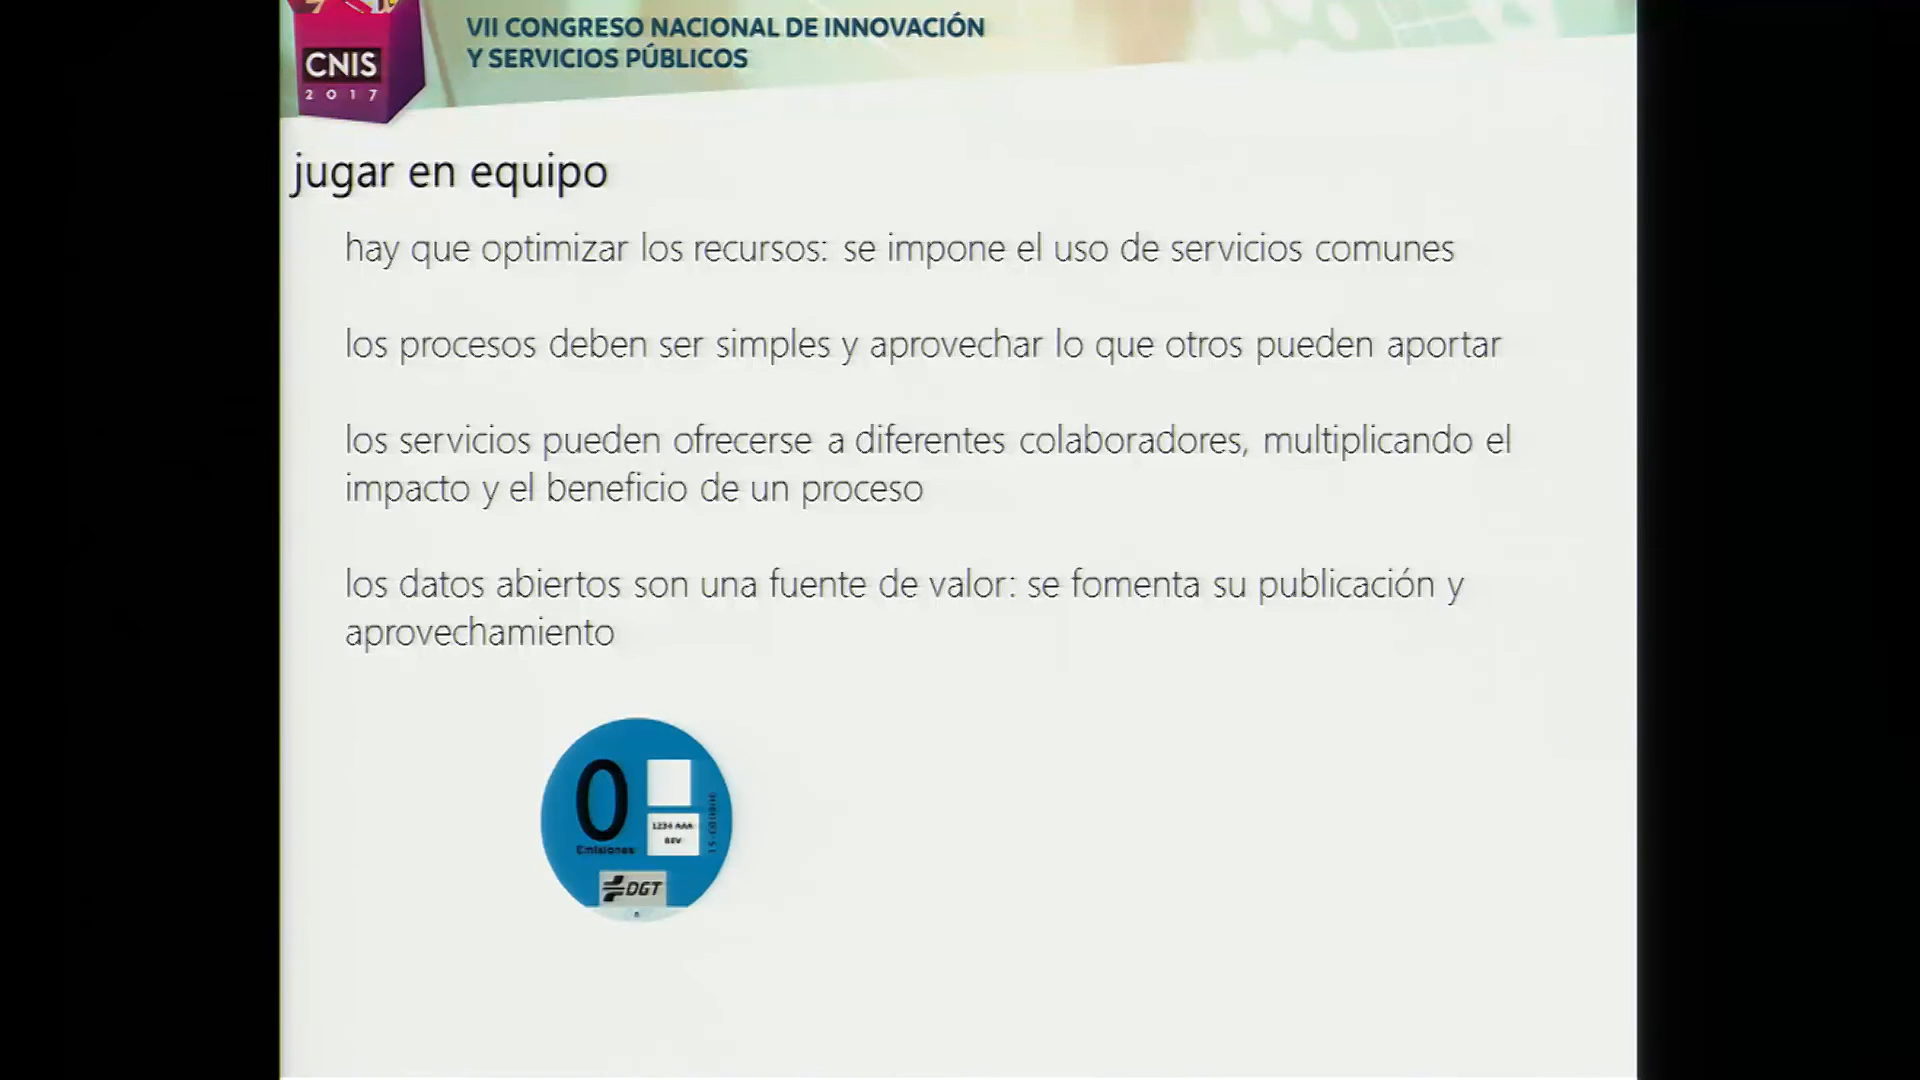 VII CONGRESO NACIONAL DE INNOVACIÓN
Y SERVICIOS PÚBLICOS
CNIS
2017
jugar en equipo
hay que optimizar los recursos: se impone el uso de servicios comunes
los procesos deben ser simples y aprovechar lo que otros pueden aportar
los servicios pueden ofrecerse a diferentes colaboradores, multiplicando el
impacto y el beneficio de un proceso
los datos abiertos son una fuente de valor: se fomenta su publicación y
aprovechamiento
0
Emisiones
1234 AAA
BEV
DGT